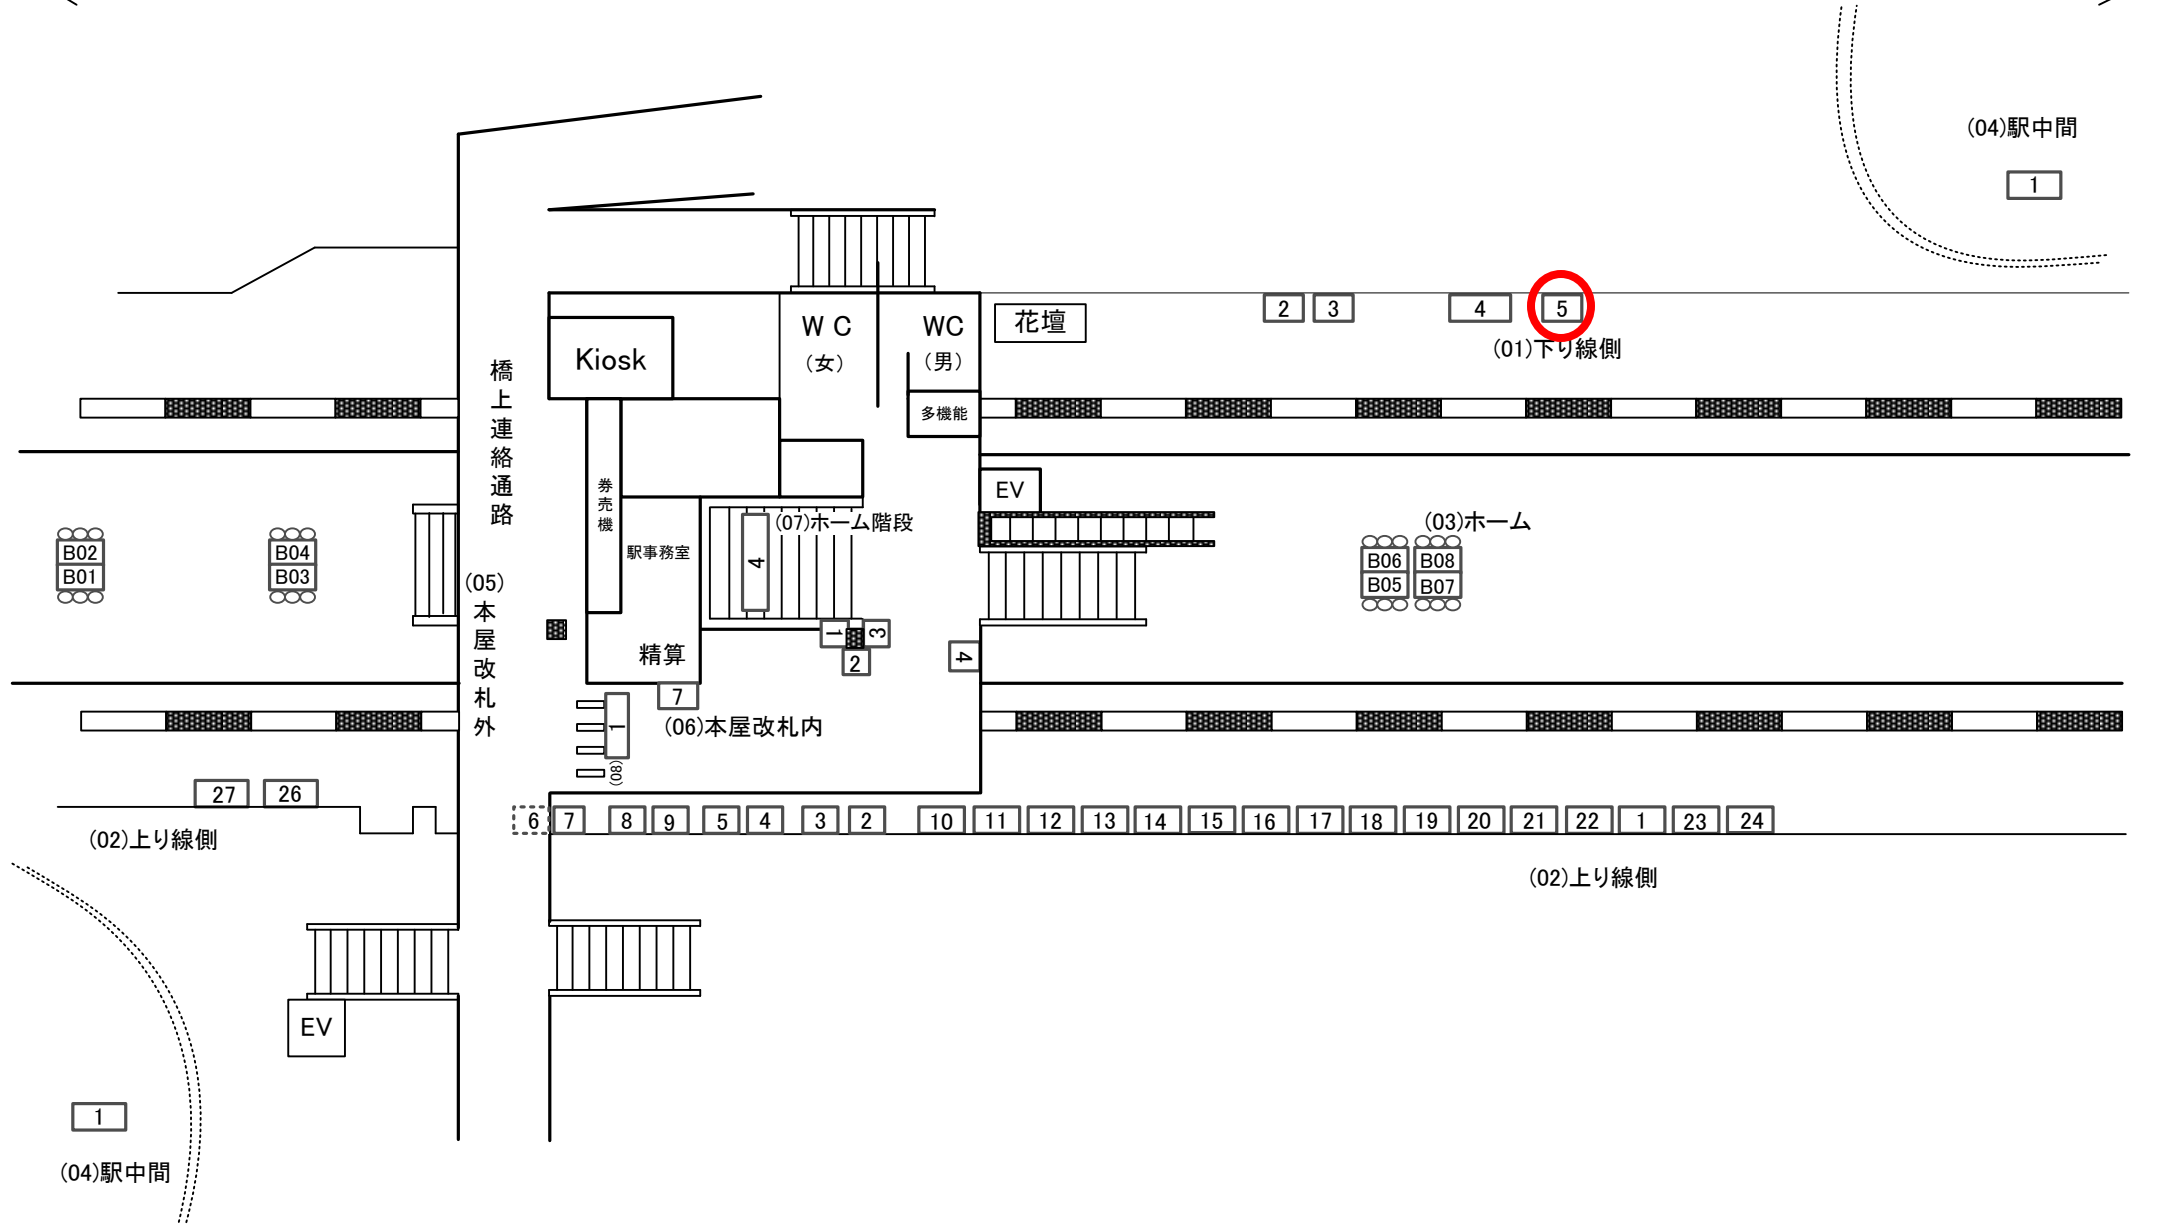 (04)駅中間
1
2
3
4
5
(01)下り線側
花壇
WC
(女)
WC
(男)
多機能
Kiosk
橋上連絡通路
券売機
駅事務室
精算
EV
(07)ホーム階段
4
(03)ホーム
B02
B01
B04
B03
B06
B05
B08
B07
(05)本屋改札外
1
2
3
4
7
1
(08)
(06)本屋改札内
27
26
(02)上り線側
6
7
8
9
5
4
3
2
10
11
12
13
14
15
16
17
18
19
20
21
22
1
23
24
(02)上り線側
EV
1
(04)駅中間